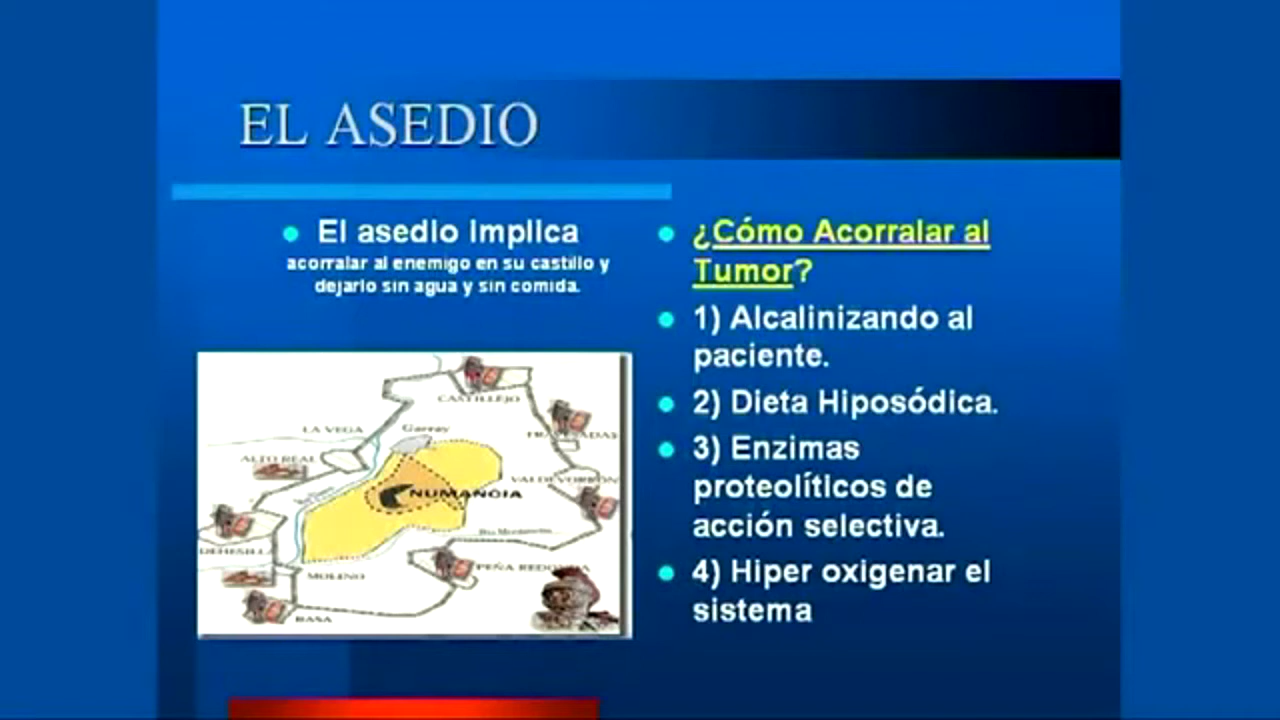 EL ASEDIO
El asedio implica
acorralar al enemigo en su castillo y
dejarlo sin agua y sin comida.
¿Cómo Acorralar al
Tumor?
1) Alcalinizando al
paciente.
2) Dieta Hiposódica.
3) Enzimas
proteolíticos de
acción selectiva.
4) Hiper oxigenar el
sistema
CASTILLEJO
LA VEGA
Garray
ALTO REAL
NUMANCIA
PEÑA REDONDA
MOLINO
RASA